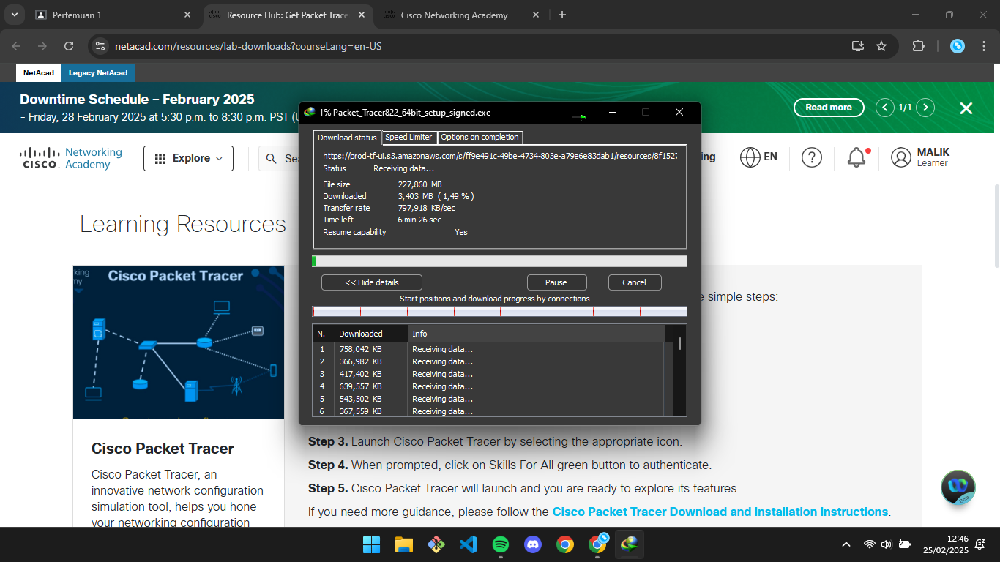 Pertemuan 1
Resource Hub: Get Packet Trace
Cisco Networking Academy
netacad.com/resources/lab-downloads?courseLang=en-US
NetAcad
Legacy NetAcad
Downtime Schedule – February 2025
- Friday, 28 February 2025 at 5:30 p.m. to 8:30 p.m. PST (U
Read more
1/1
CISCO
Networking
Academy
Explore
Sea
ing
EN
MALIK
Learner
Learning Resources
1% Packet_Tracer822_64bit_setup_signed.exe
Download status
Speed Limiter
Options on completion
https://prod-tf-ui.s3.amazonaws.com/s/ff9e491c-49be-4734-803e-a79e6e83dab1/resources/8f1527
Status Receiving data...
File size 227,860 MB
Downloaded 3,403 MB ( 1,49 % )
Transfer rate 797,918 KB/sec
Time left 6 min 26 sec
Resume capability Yes
<< Hide details
Pause
Cancel
Start positions and download progress by connections
N. Downloaded Info
1 758,042 KB Receiving data...
2 366,982 KB Receiving data...
3 417,402 KB Receiving data...
4 639,557 KB Receiving data...
5 543,502 KB Receiving data...
6 367,559 KB Receiving data...
king
my
Cisco Packet Tracer
Cisco Packet Tracer
Cisco Packet Tracer, an
innovative network configuration
simulation tool, helps you hone
your networking configuration
e simple steps:
Step 3. Launch Cisco Packet Tracer by selecting the appropriate icon.
Step 4. When prompted, click on Skills For All green button to authenticate.
Step 5. Cisco Packet Tracer will launch and you are ready to explore its features.
If you need more guidance, please follow the Cisco Packet Tracer Download and Installation Instructions.
Beta
12:46
25/02/2025